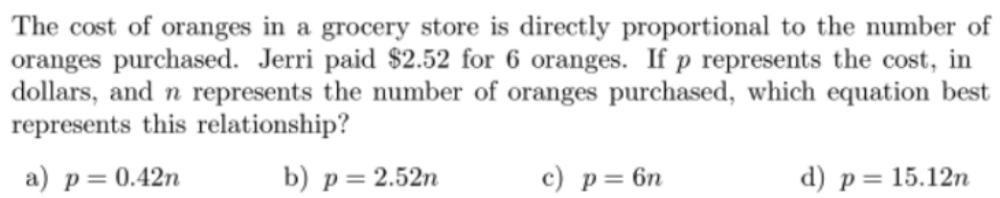 The cost of oranges in a grocery store is directly proportional to the number of
oranges purchased. Jerri paid $2.52 for 6 oranges. If p represents the cost, in
dollars, and n represents the number of oranges purchased, which equation best
represents this relationship?
a) p = 0.42n b) p = 2.52n c) p = 6n d) p = 15.12n